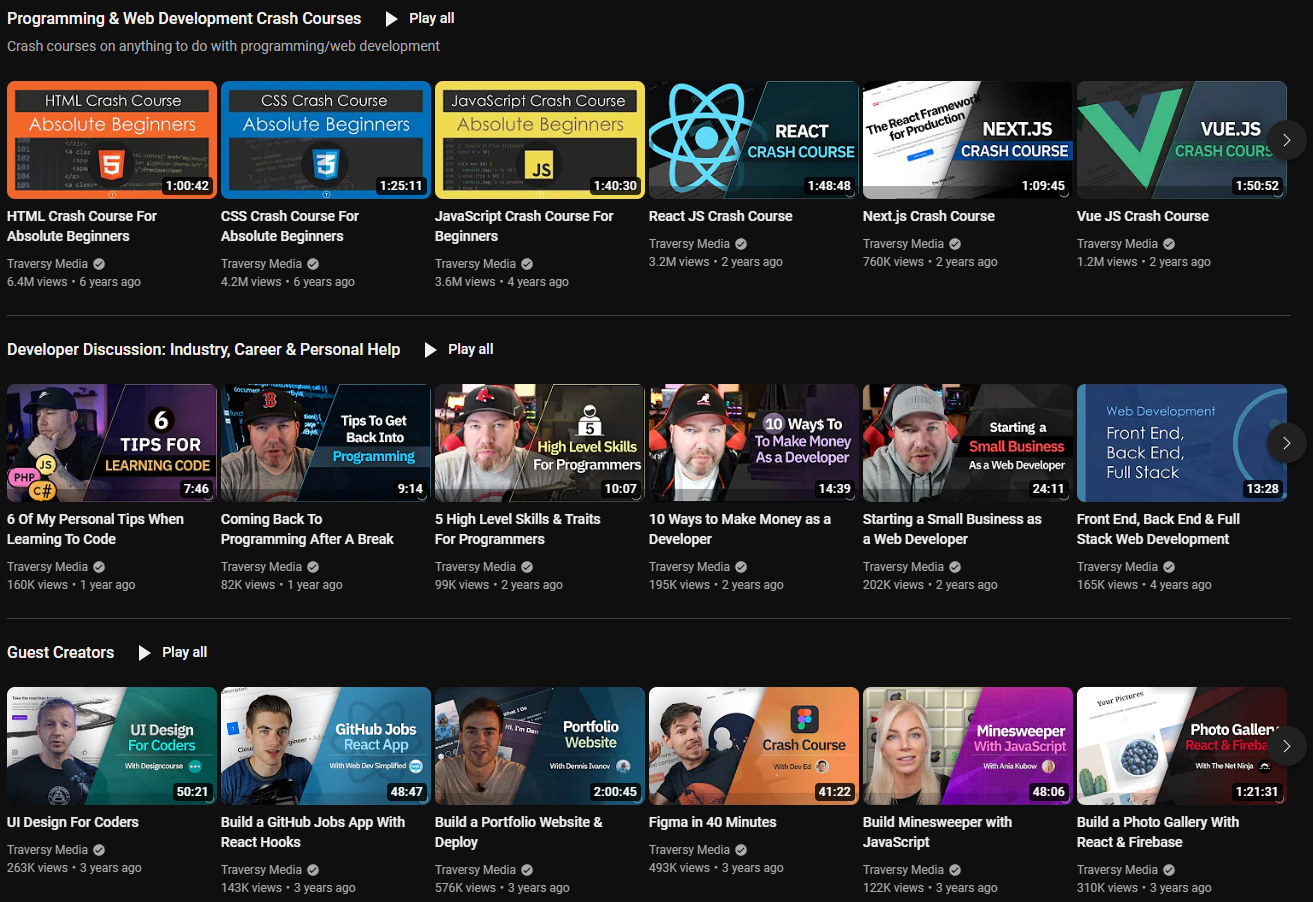 Programming & Web Development Crash Courses
Play all
Crash courses on anything to do with programming/web development
HTML Crash Course
Absolute Beginners
1:00:42
CSS Crash Course
Absolute Beginners
1:25:11
JavaScript Crash Course
Absolute Beginners
JS
1:40:30
REACT
CRASH COURSE
1:48:48
The React Framework
for Production
NEXT.JS
CRASH COURSE
1:09:45
VUE.JS
CRASH COURS
1:50:52
HTML Crash Course For
Absolute Beginners
Traversy Media
6.4M views • 6 years ago
CSS Crash Course For
Absolute Beginners
Traversy Media
4.2M views • 6 years ago
JavaScript Crash Course For
Beginners
Traversy Media
3.6M views • 4 years ago
React JS Crash Course
Traversy Media
3.2M views • 2 years ago
Next.js Crash Course
Traversy Media
760K views • 2 years ago
Vue JS Crash Course
Traversy Media
1.2M views • 2 years ago
Developer Discussion: Industry, Career & Personal Help
Play all
6
TIPS FOR
LEARNING CODE
JS
PHP
C#
7:46
B
Tips To Get
Back Into
Programming
9:14
5
High Level Skills
For Programmers
10:07
10 Way$ To
To Make Money
As a Developer
14:39
Starting a
Small Business
As a Web Developer
24:11
Web Development
Front End,
Back End,
Full Stack
13:28
6 Of My Personal Tips When
Learning To Code
Traversy Media
160K views • 1 year ago
Coming Back To
Programming After A Break
Traversy Media
82K views • 1 year ago
5 High Level Skills & Traits
For Programmers
Traversy Media
99K views • 2 years ago
10 Ways to Make Money as a
Developer
Traversy Media
195K views • 2 years ago
Starting a Small Business as
a Web Developer
Traversy Media
202K views • 2 years ago
Front End, Back End & Full
Stack Web Development
Traversy Media
165K views • 4 years ago
Guest Creators
Play all
UI Design
For Coders
With Designcourse
50:21
GitHub Jobs
React App
With Web Dev Simplified
48:47
Portfolio
Website
With Dennis Ivanov
2:00:45
Crash Course
With Dev Ed
41:22
Minesweeper
With JavaScript
With Ania Kubow
48:06
Your Pictures
Photo Gallery
React & Fireba
With The Net Ninja
1:21:31
UI Design For Coders
Traversy Media
263K views • 3 years ago
Build a GitHub Jobs App With
React Hooks
Traversy Media
143K views • 3 years ago
Build a Portfolio Website &
Deploy
Traversy Media
576K views • 3 years ago
Figma in 40 Minutes
Traversy Media
493K views • 3 years ago
Build Minesweeper with
JavaScript
Traversy Media
122K views • 3 years ago
Build a Photo Gallery With
React & Firebase
Traversy Media
310K views • 3 years ago